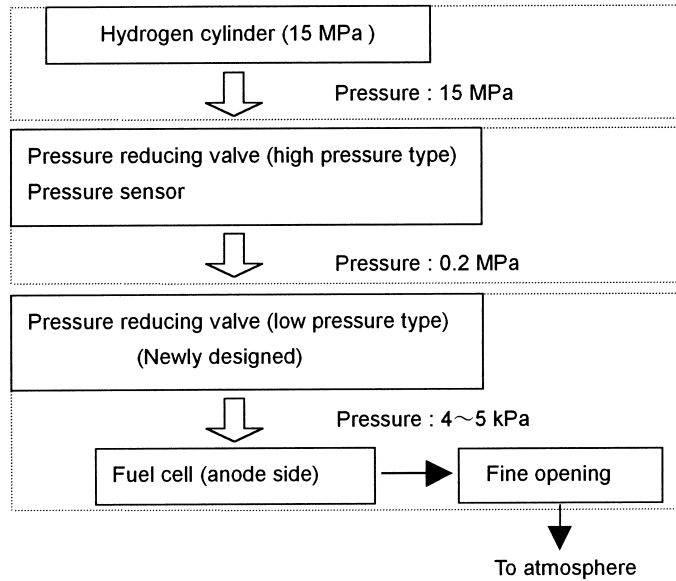 Hydrogen cylinder (15 MPa )
Pressure : 15 MPa
Pressure reducing valve (high pressure type)
Pressure sensor
Pressure : 0.2 MPa
Pressure reducing valve (low pressure type)
(Newly designed)
Pressure : 4～5 kPa
Fuel cell (anode side)
Fine opening
To atmosphere